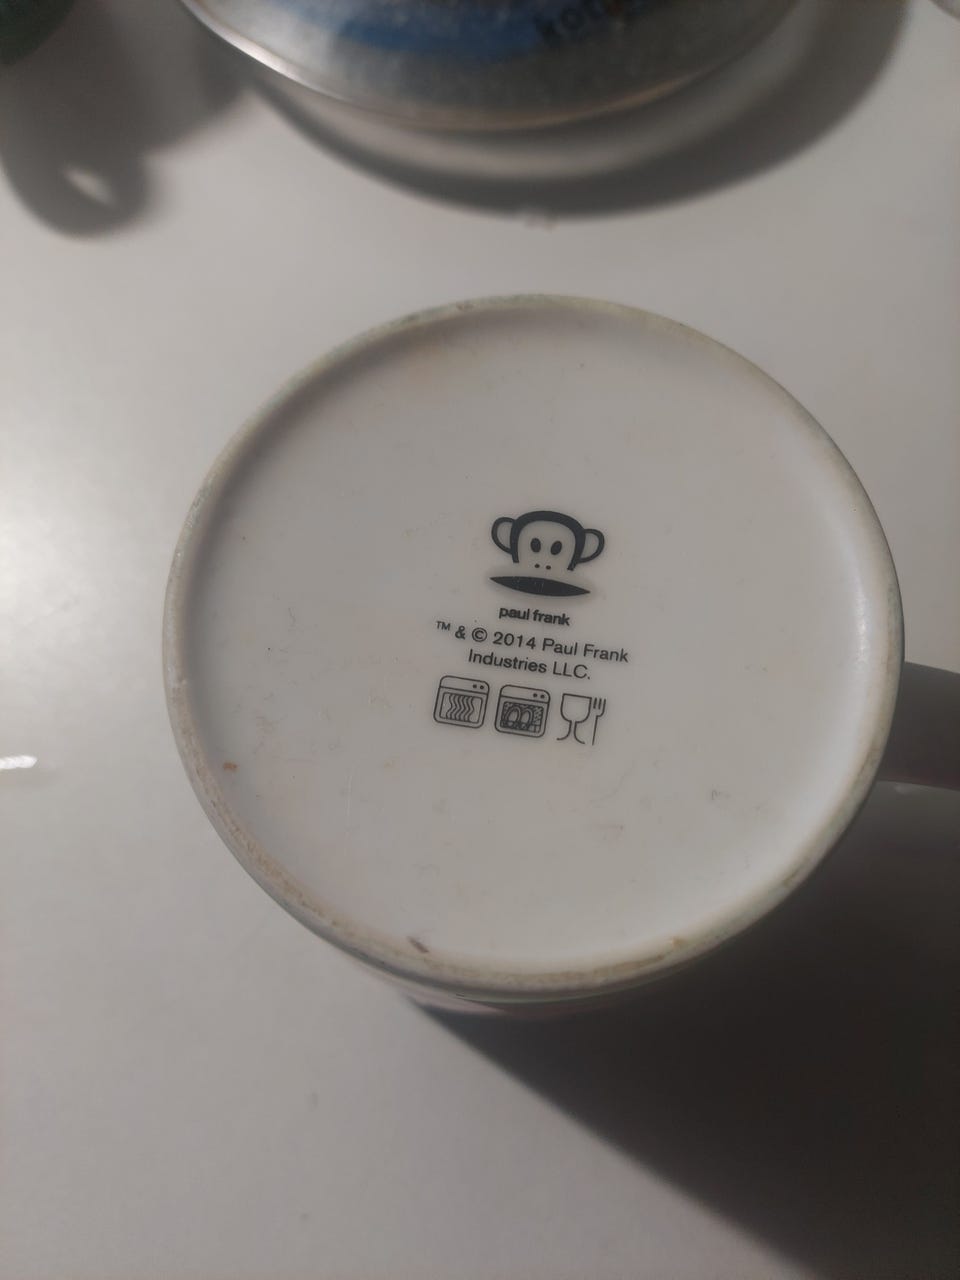 paul frank
™ & © 2014 Paul Frank
Industries LLC.